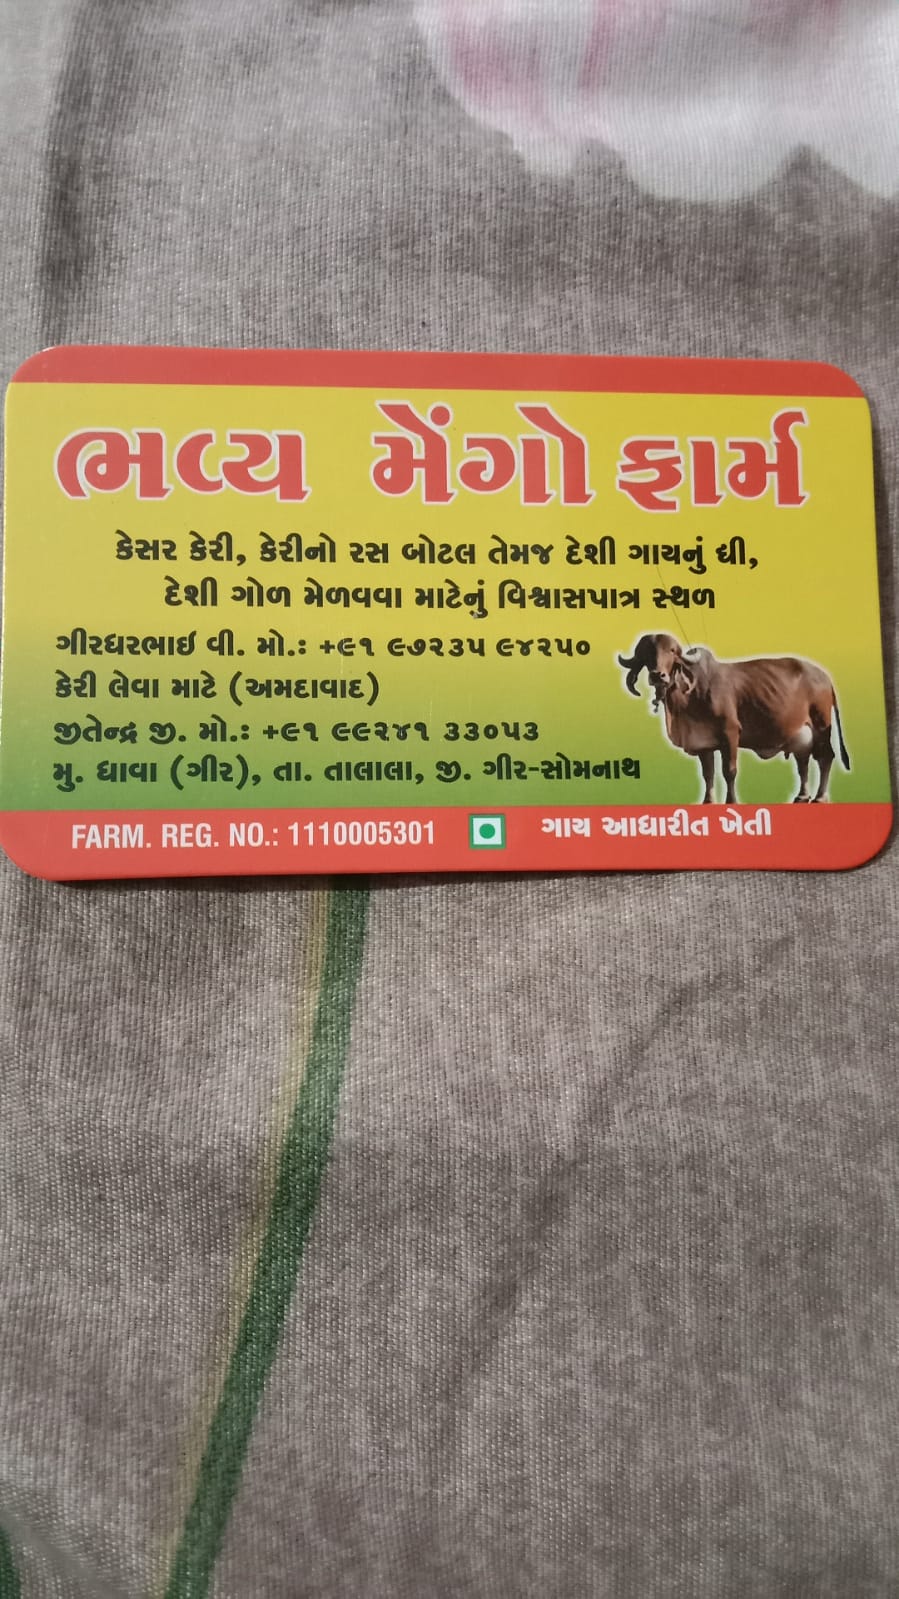 ભવ્ય મેંગો ફાર્મ
કેસર કેરી, કેરીનો રસ બોટલ તેમજ દેશી ગાયનું ઘી,
દેશી ગોળ મેળવવા માટેનું વિશ્વાસપાત્ર સ્થળ
ગીરધરભાઇ વી. મો.: +૯૧ ૯૭૨૩૫ ૯૪૨૫૦
કેરી લેવા માટે (અમદાવાદ)
જીતેન્દ્ર જી. મો.: +૯૧ ૯૯૨૪૧ ૩૩૦૫૩
મુ. ધાવા (ગીર), તા. તાલાલા, જી. ગીર-સોમનાથ
FARM. REG. NO.: 1110005301 ગાય આધારીત ખેતી